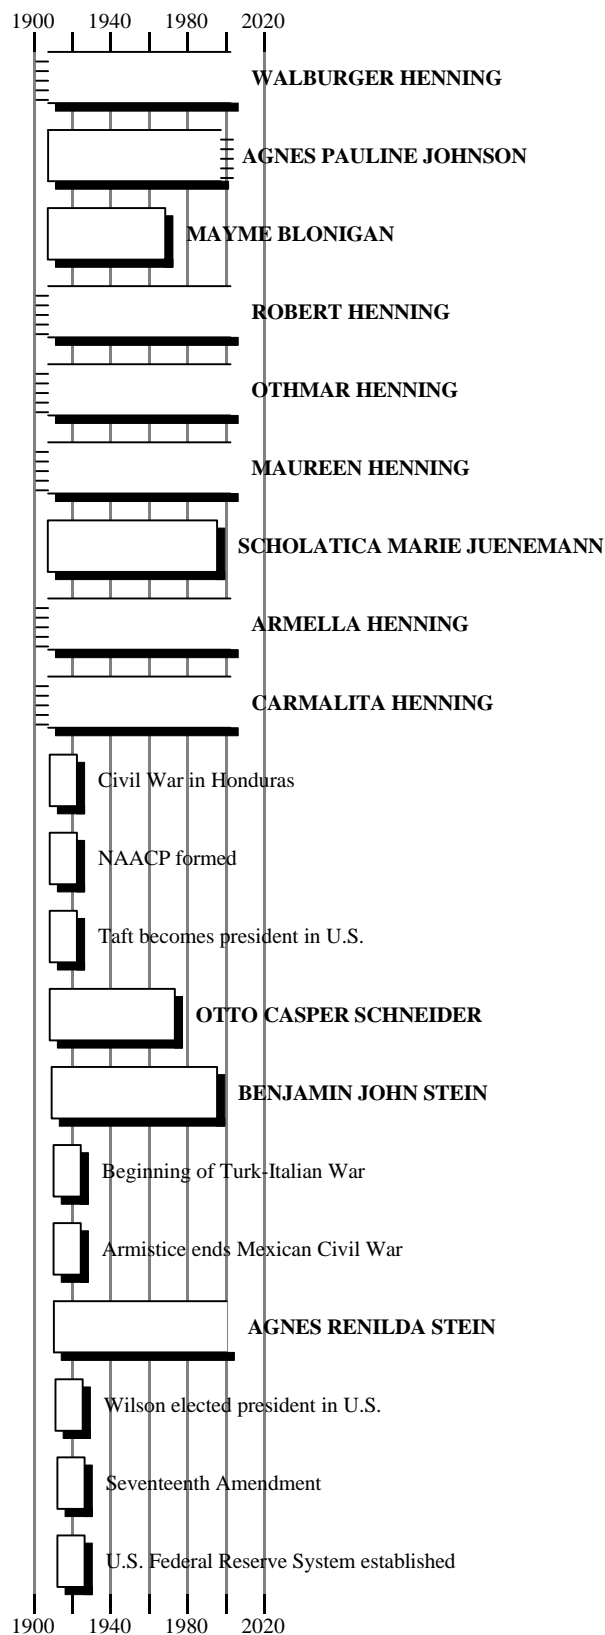 1900 1940 1980 2020
WALBURGER HENNING
AGNES PAULINE JOHNSON
MAYME BLONIGAN
ROBERT HENNING
OTHMAR HENNING
MAUREEN HENNING
SCHOLATICA MARIE JUENEMANN
ARMELLA HENNING
CARMALITA HENNING
Civil War in Honduras
NAACP formed
Taft becomes president in U.S.
OTTO CASPER SCHNEIDER
BENJAMIN JOHN STEIN
Beginning of Turk-Italian War
Armistice ends Mexican Civil War
AGNES RENILDA STEIN
Wilson elected president in U.S.
Seventeenth Amendment
U.S. Federal Reserve System established
1900 1940 1980 2020